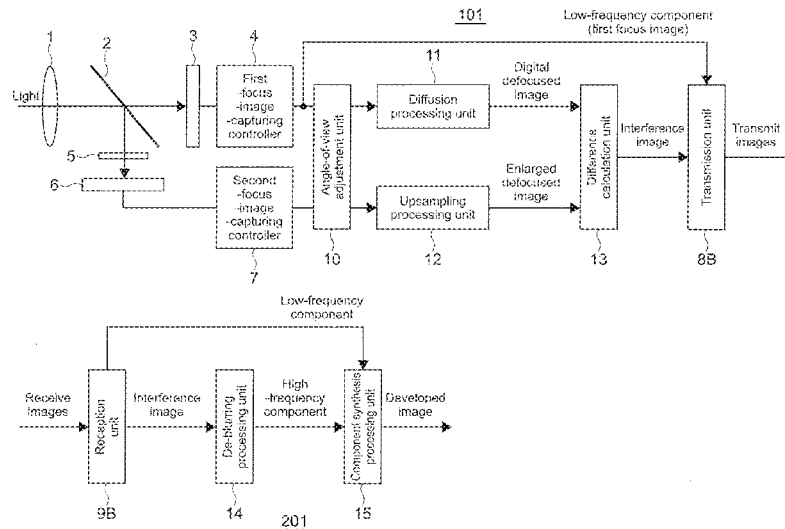 101
Low-frequency component
(first focus image)
1
2
3
4
First
-focus
-image
-capturing
controller
11
Diffusion
processing unit
Digital
defocused
image
Light
5
6
Second
-focus
-image
-capturing
controller
7
Angle-of-view
adjustment unit
10
Upsampling
processing unit
12
Enlarged
defocused
image
Difference
calculation unit
13
Interference
image
Transmission unit
8B
Transmit
images
Low-frequency
component
Receive
images
Reception
unit
9B
Interference
image
De-blurring
processing unit
14
High
-frequency
component
Component synthesis
processing unit
15
Developed
image
201